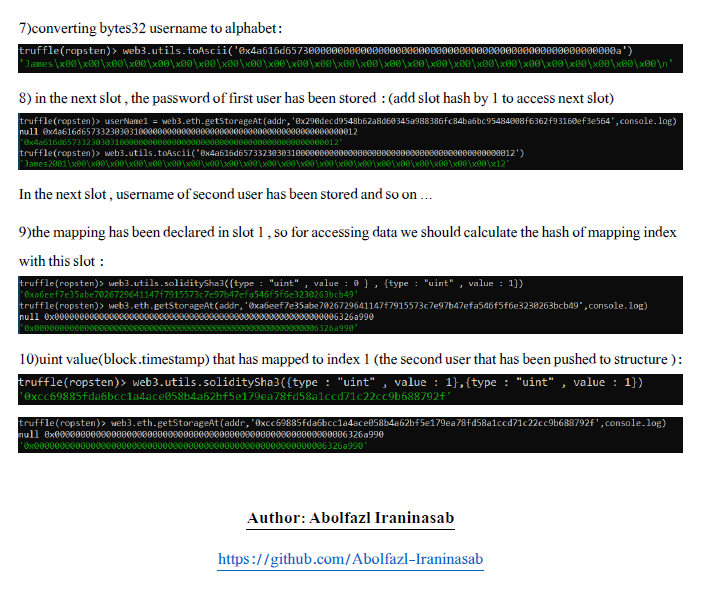 7)converting bytes32 username to alphabet :
truffle(ropsten)> web3.utils.toAscii('0x4a616d657300000000000000000000000000000000000000000000000000000a')
'James\x00\x00\x00\x00\x00\x00\x00\x00\x00\x00\x00\x00\x00\x00\x00\x00\x00\x00\x00\x00\x00\x00\x00\x00\x00\x00\n'
8) in the next slot , the password of first user has been stored : (add slot hash by 1 to access next slot)
truffle(ropsten)> userName1 = web3.eth.getStorageAt(addr,'0x290decd9548b62a8d60345a988386fc84ba6bc95484008f6362f93160ef3e564',console.log)
null 0x4a616d6573323030310000000000000000000000000000000000000000000012
'0x4a616d6573323030310000000000000000000000000000000000000000000012'
truffle(ropsten)> web3.utils.toAscii('0x4a616d6573323030310000000000000000000000000000000000000000000012')
'James2001\x00\x00\x00\x00\x00\x00\x00\x00\x00\x00\x00\x00\x00\x00\x00\x00\x00\x00\x00\x00\x00\x00\x12'
In the next slot , username of second user has been stored and so on ...
9)the mapping has been declared in slot 1 , so for accessing data we should calculate the hash of mapping index
with this slot :
truffle(ropsten)> web3.utils.soliditySha3({type : "uint" , value : 0 } , {type : "uint" , value : 1})
'0xa6eef7e35abe7026729641147f7915573c7e97b47efa546f5f6e3230263bcb49'
truffle(ropsten)> web3.eth.getStorageAt(addr,'0xa6eef7e35abe7026729641147f7915573c7e97b47efa546f5f6e3230263bcb49',console.log)
null 0x000000000000000000000000000000000000000000000000000000006326a990
'0x000000000000000000000000000000000000000000000000000000006326a990'
10)uint value(block.timestamp) that has mapped to index 1 (the second user that has been pushed to structure ) :
truffle(ropsten)> web3.utils.soliditySha3({type : "uint" , value : 1},{type : "uint" , value : 1})
'0xcc69885fda6bcc1a4ace058b4a62bf5e179ea78fd58a1ccd71c22cc9b688792f'
truffle(ropsten)> web3.eth.getStorageAt(addr,'0xcc69885fda6bcc1a4ace058b4a62bf5e179ea78fd58a1ccd71c22cc9b688792f',console.log)
null 0x000000000000000000000000000000000000000000000000000000006326a990
'0x000000000000000000000000000000000000000000000000000000006326a990'
Author: Abolfazl Iraninasab
https://github.com/Abolfazl-Iraninasab